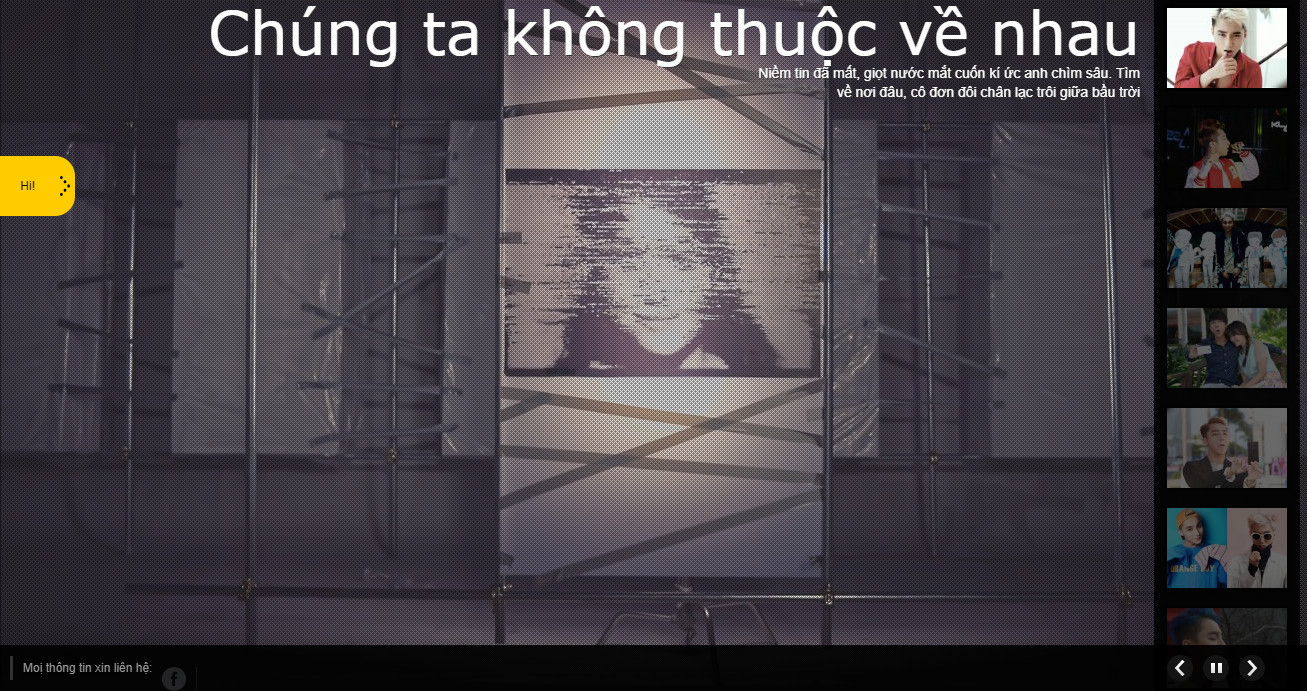 Chúng ta không thuộc về nhau
Niềm tin đã mất, giọt nước mắt cuốn kí ức anh chìm sâu. Tìm
về nơi đâu, cô đơn đôi chân lạc trôi giữa bầu trời
Hi!
Mọi thông tin xin liên hệ: